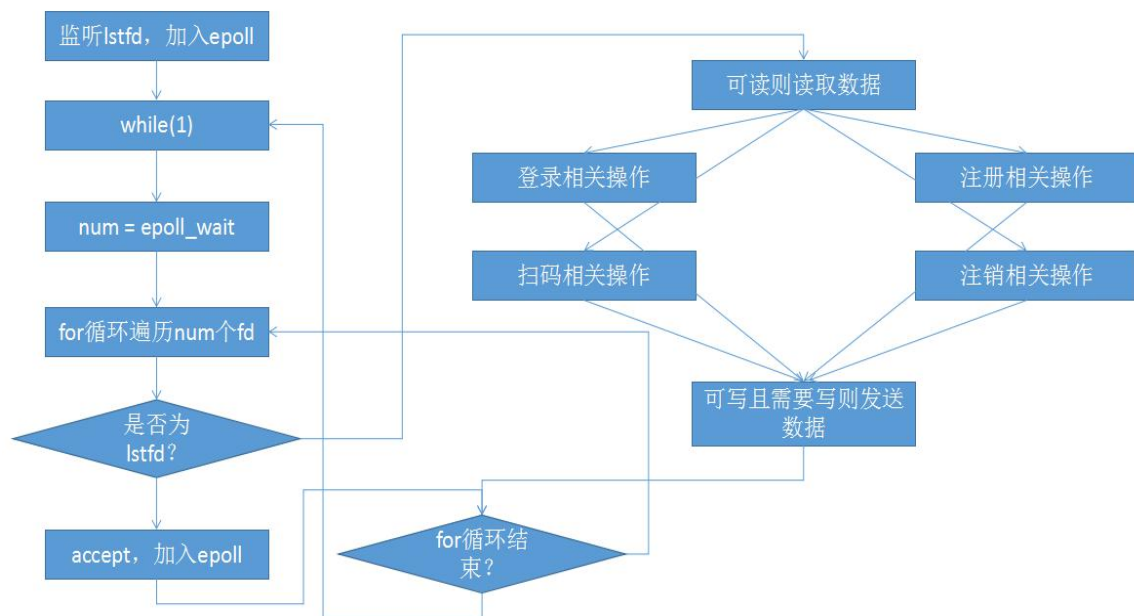 监听lstfd，加入epoll
while(1)
num = epoll_wait
for循环遍历num个fd
是否为
lstfd？
accept，加入epoll
可读则读取数据
登录相关操作
注册相关操作
扫码相关操作
注销相关操作
可写且需要写则发送
数据
for循环结
束？